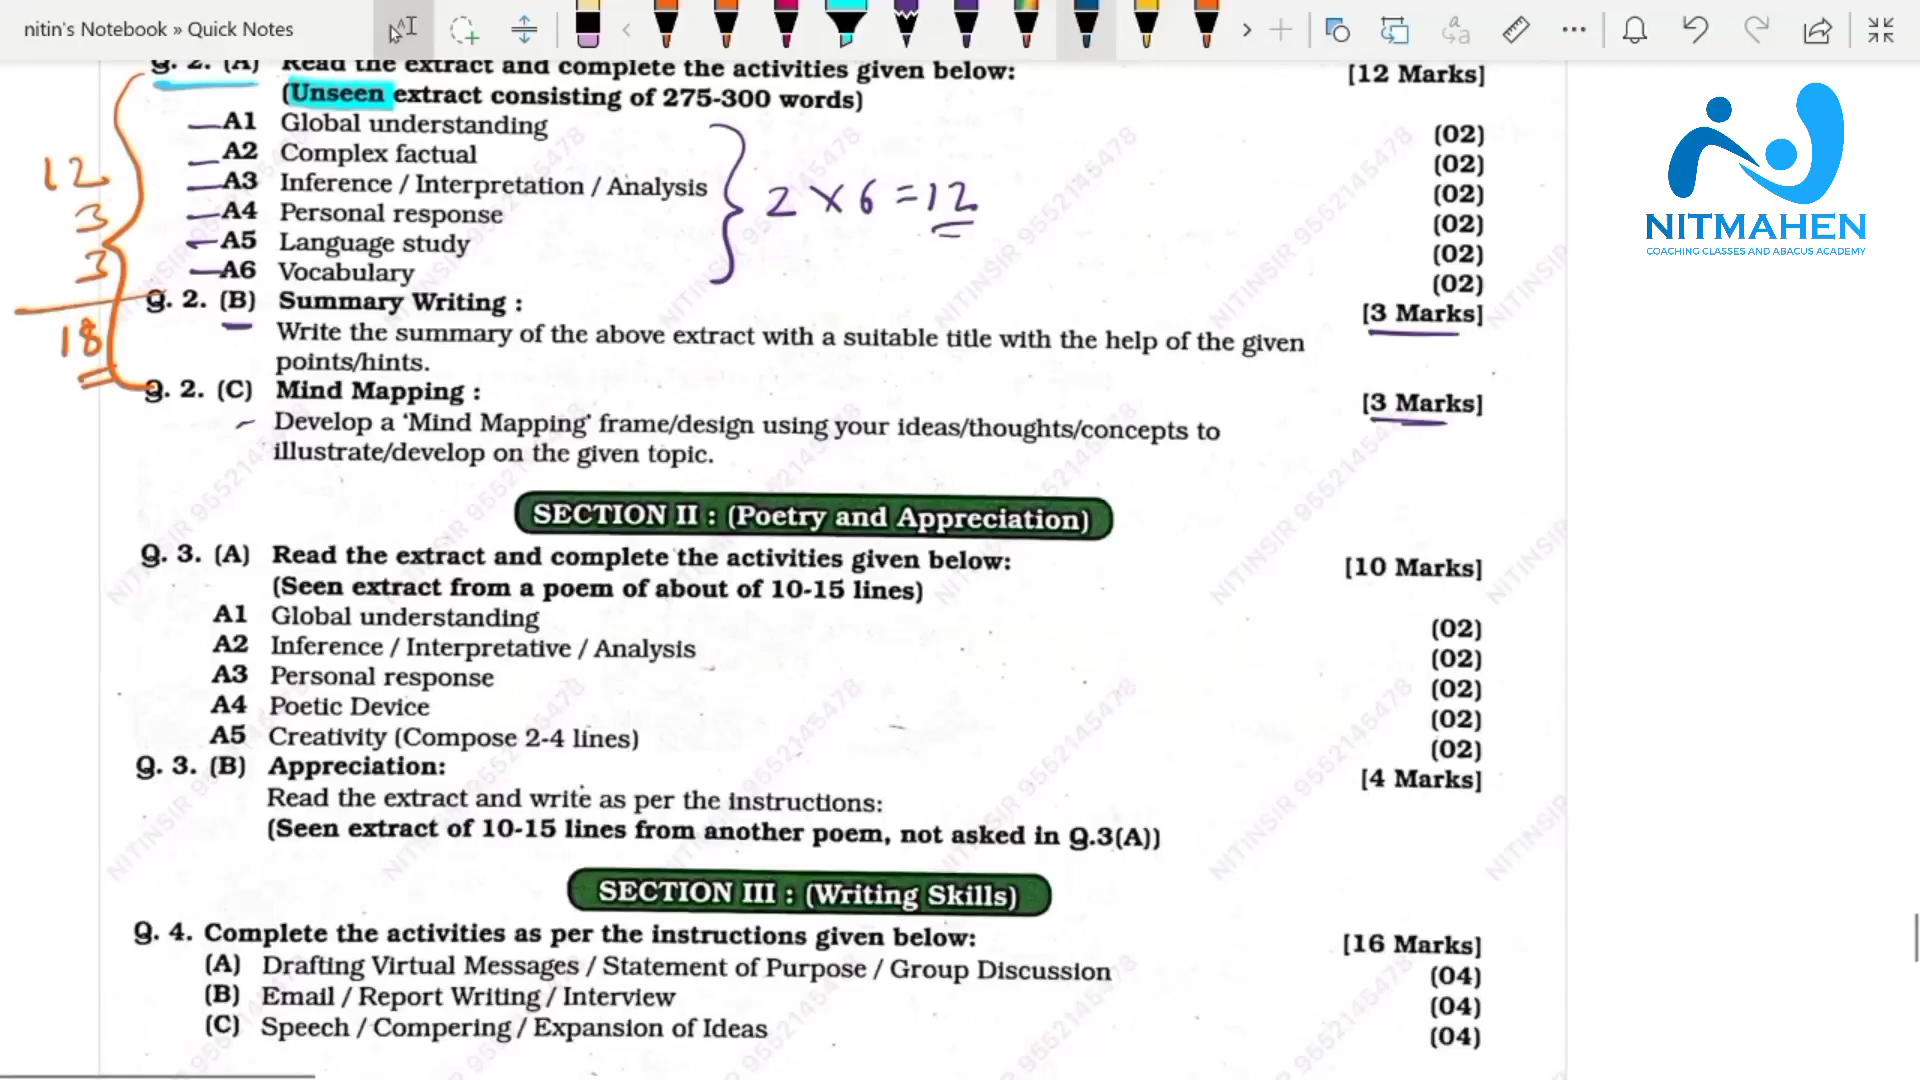 nitin's Notebook » Quick Notes
Q. 2. (A) Read the extract and complete the activities given below: [12 Marks]
(Unseen extract consisting of 275-300 words)
A1 Global understanding (02)
A2 Complex factual (02)
A3 Inference / Interpretation / Analysis (02)
A4 Personal response (02)
A5 Language study (02)
A6 Vocabulary (02)
2 × 6 = 12
12
3
3
18
Q. 2. (B) Summary Writing : [3 Marks]
Write the summary of the above extract with a suitable title with the help of the given
points/hints.
Q. 2. (C) Mind Mapping : [3 Marks]
Develop a 'Mind Mapping' frame/design using your ideas/thoughts/concepts to
illustrate/develop on the given topic.
SECTION II : (Poetry and Appreciation)
Q. 3. (A) Read the extract and complete the activities given below: [10 Marks]
(Seen extract from a poem of about of 10-15 lines)
A1 Global understanding (02)
A2 Inference / Interpretative / Analysis (02)
A3 Personal response (02)
A4 Poetic Device (02)
A5 Creativity (Compose 2-4 lines) (02)
Q. 3. (B) Appreciation: [4 Marks]
Read the extract and write as per the instructions:
(Seen extract of 10-15 lines from another poem, not asked in Q.3(A))
SECTION III : (Writing Skills)
Q. 4. Complete the activities as per the instructions given below: [16 Marks]
(A) Drafting Virtual Messages / Statement of Purpose / Group Discussion (04)
(B) Email / Report Writing / Interview (04)
(C) Speech / Compering / Expansion of Ideas (04)
NITMAHEN
COACHING CLASSES AND ABACUS ACADEMY
NITINSIR 9552145478